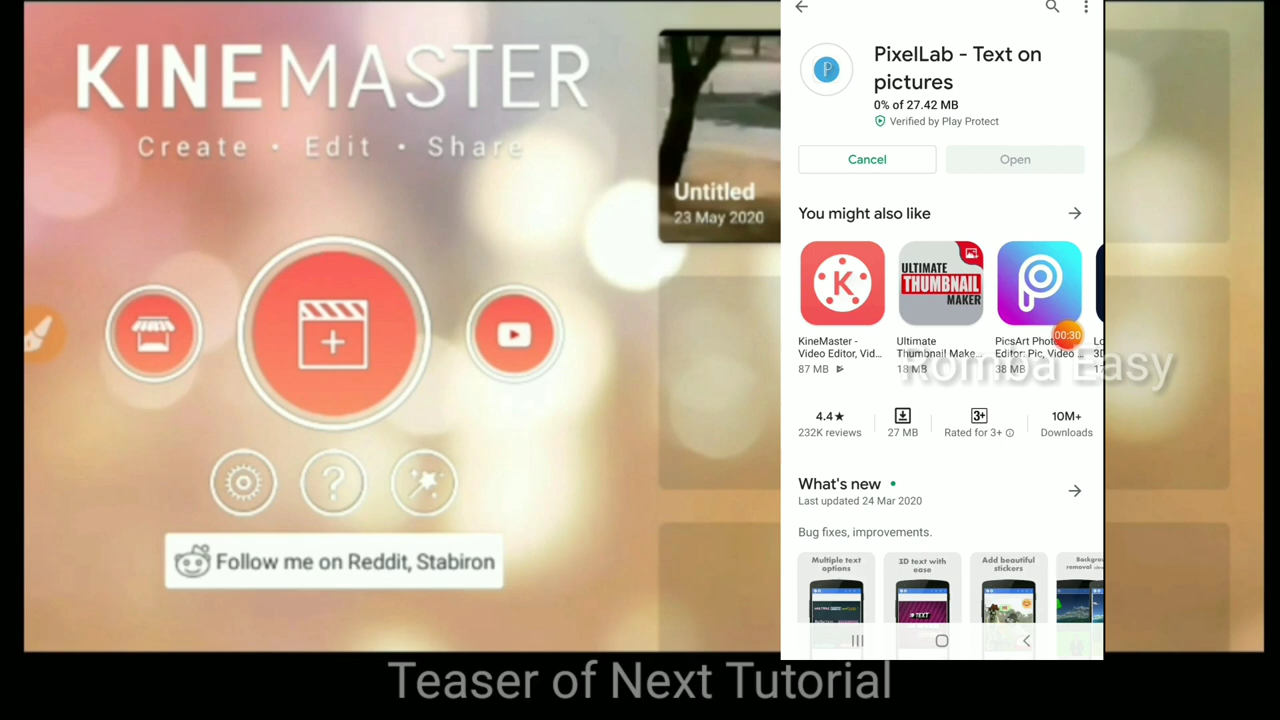 KINEMASTER
Create • Edit • Share
Untitled
23 May 2020
Follow me on Reddit, Stabiron
PixelLab - Text on
pictures
0% of 27.42 MB
Verified by Play Protect
Cancel
Open
You might also like
K
ULTIMATE
THUMBNAIL
MAKER
KineMaster -
Video Editor, Vid...
87 MB
Ultimate
Thumbnail Make...
18 MB
PicsArt Photo
Editor: Pic, Video ...
38 MB
00:30
Romba Easy
4.4★
232K reviews
27 MB
3+
Rated for 3+
10M+
Downloads
What's new •
Last updated 24 Mar 2020
Bug fixes, improvements.
Multiple text
options
3D text with
ease
Add beautiful
stickers
Teaser of Next Tutorial